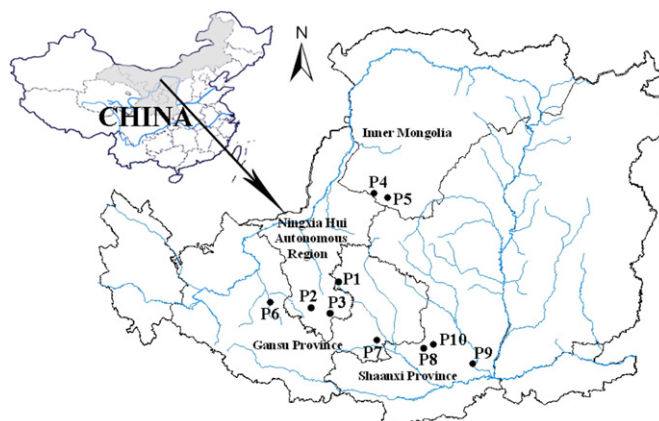 CHINA
N
Inner Mongolia
P4
P5
Ningxia Hui
Autonomous
Region
P1
P2
P3
P6
Gansu Province
P7
P8
P10
P9
Shaanxi Province